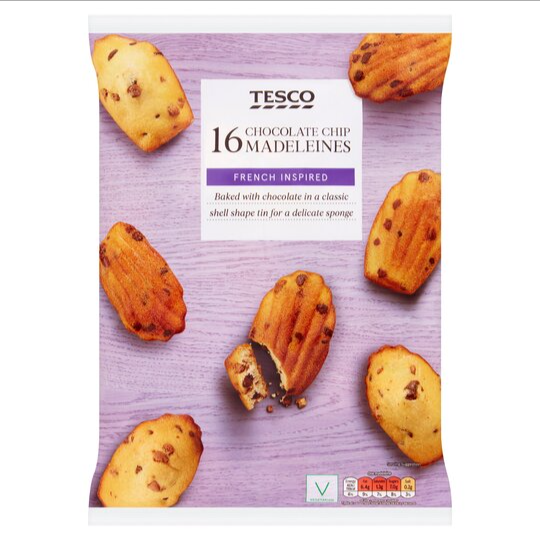 TESCO
16 CHOCOLATE CHIP
MADELEINES
FRENCH INSPIRED
Baked with chocolate in a classic
shell shape tin for a delicate sponge
V